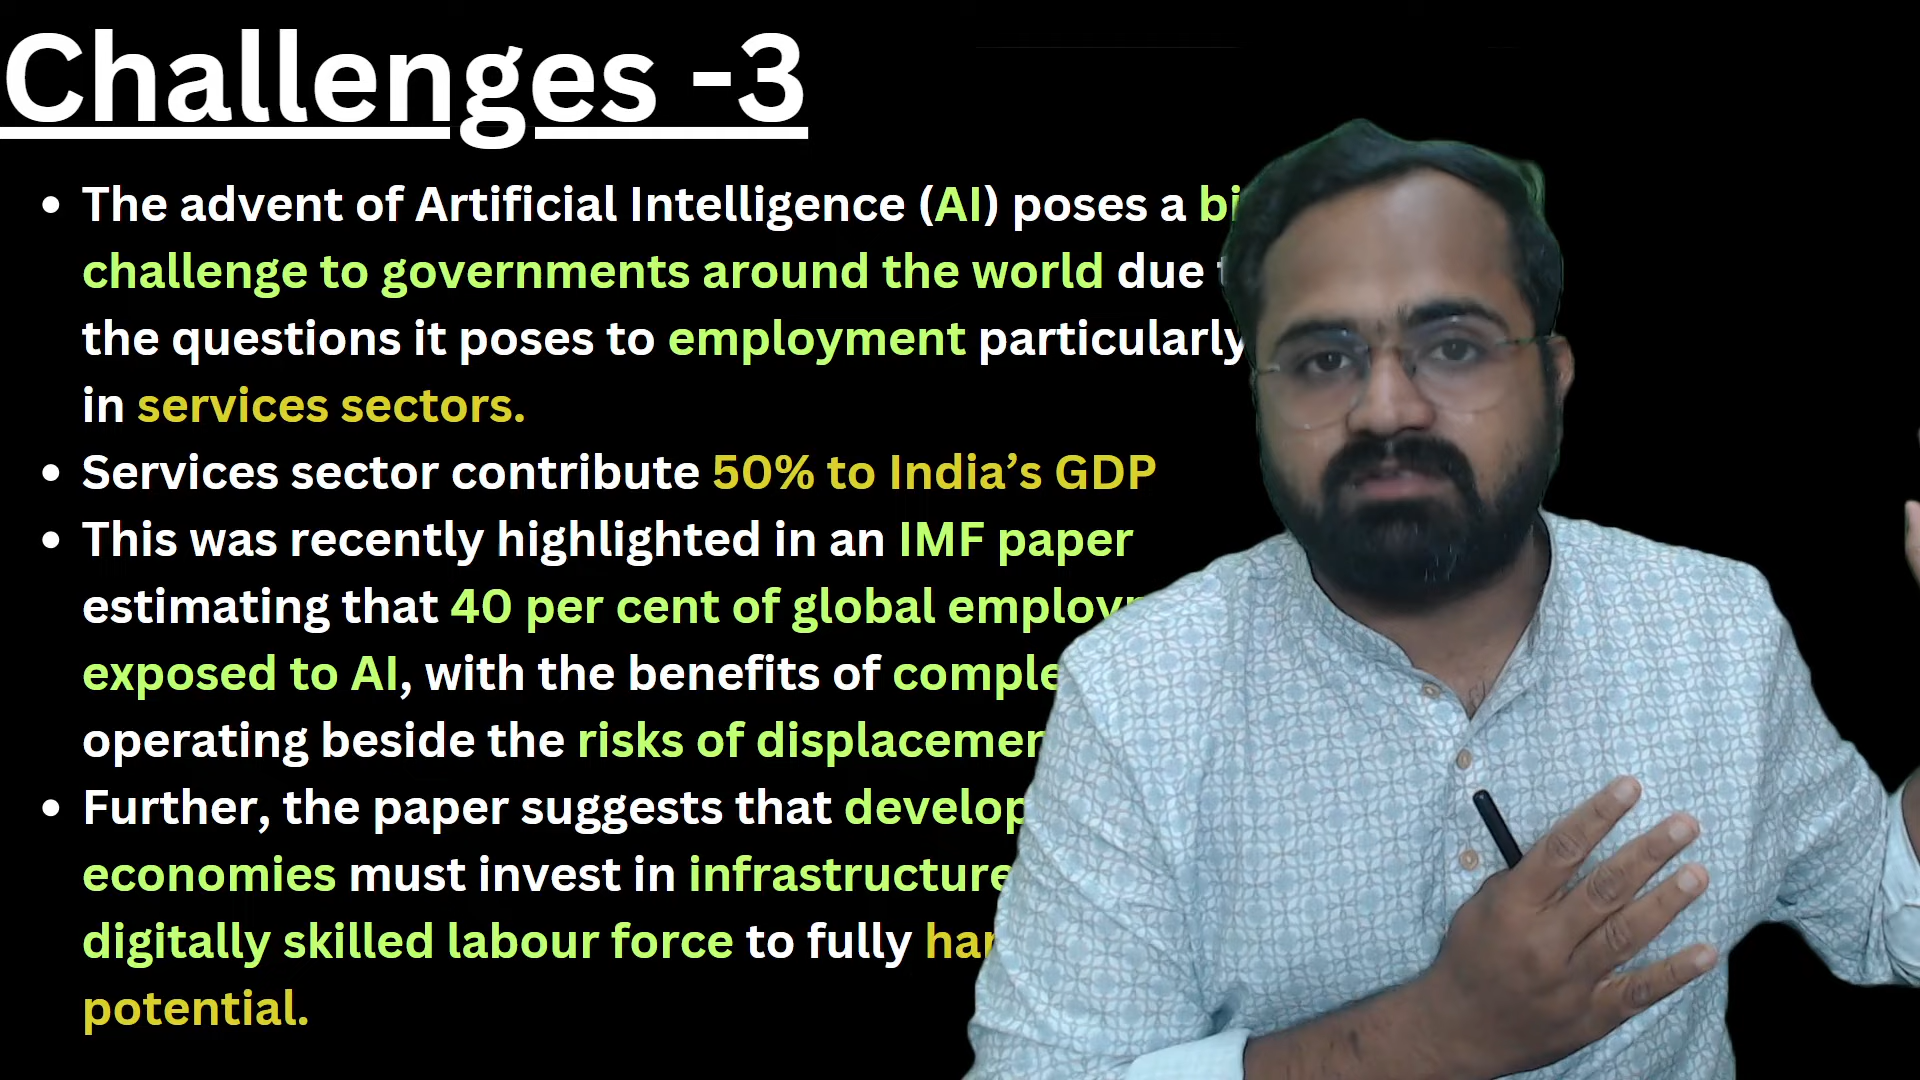 Challenges -3
• The advent of Artificial Intelligence (AI) poses a
challenge to governments around the world due
the questions it poses to employment particularly
in services sectors.
• Services sector contribute 50% to India’s GDP
• This was recently highlighted in an IMF paper
estimating that 40 per cent of global
exposed to AI, with the benefits of
operating beside the risks of
• Further, the paper suggests that
economies must invest in infrastructure
digitally skilled labour force to fully
potential.